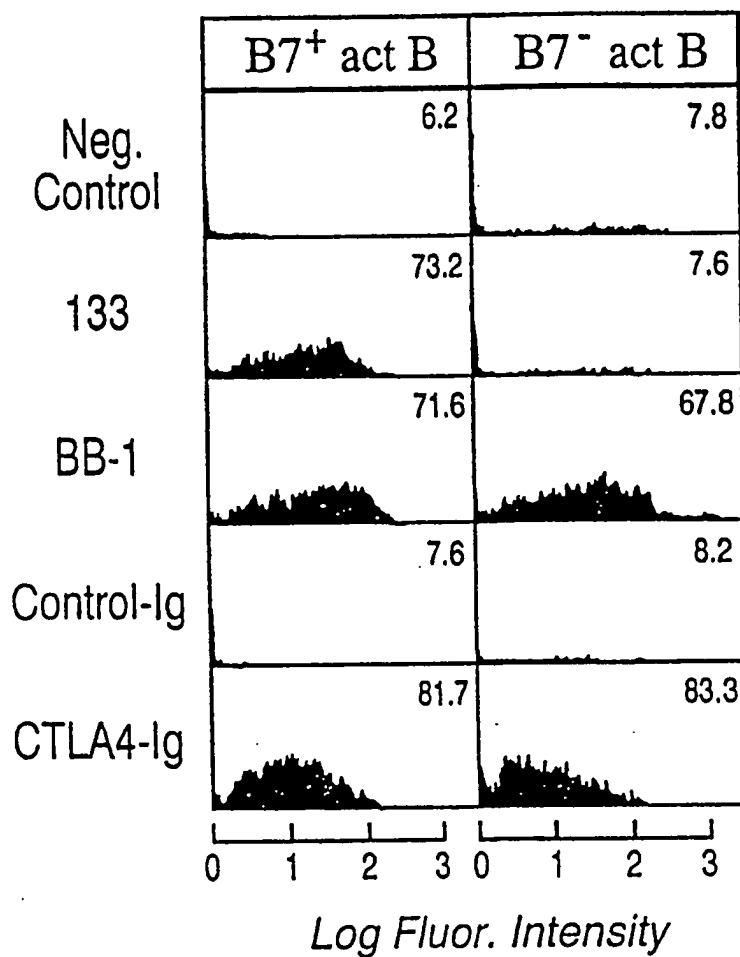 B7+ act B B7- act B
Neg. Control 6.2 7.8
133 73.2 7.6
BB-1 71.6 67.8
Control-Ig 7.6 8.2
CTLA4-Ig 81.7 83.3
0 1 2 3 0 1 2 3
Log Fluor. Intensity